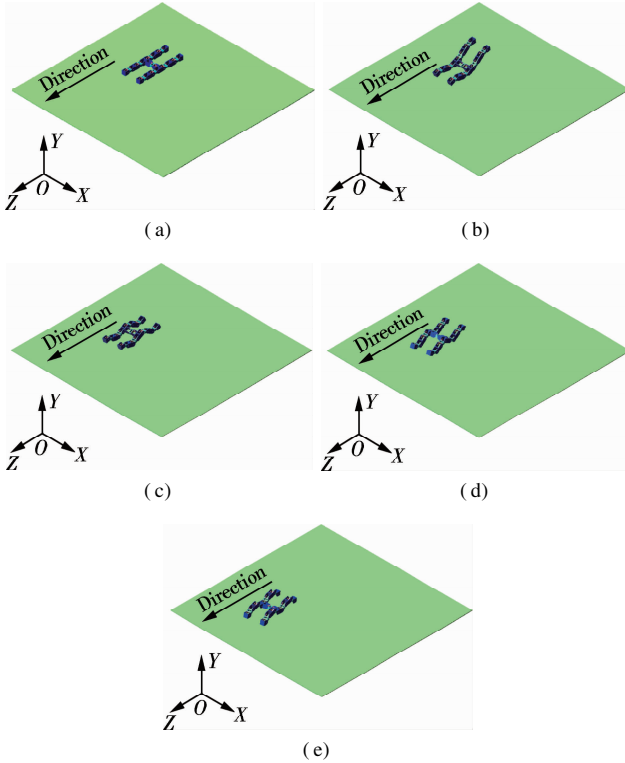 Direction
Y
Z
O
X
( a)
Direction
Y
Z
O
X
( b)
Direction
Y
Z
O
X
( c)
Direction
Y
Z
O
X
( d)
Direction
Y
Z
O
X
( e)